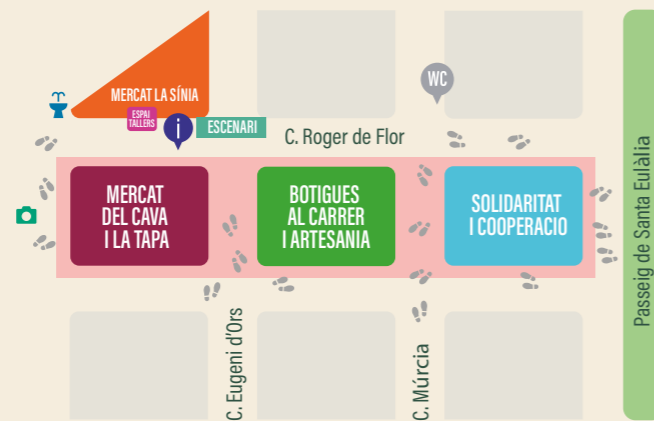 MERCAT LA SÍNIA
ESPAI
TALLERS
i
ESCENARI
WC
C. Roger de Flor
MERCAT
DEL CAVA
I LA TAPA
BOTIGUES
AL CARRER
I ARTESANIA
SOLIDARITAT
I COOPERACIO
Passeig de Santa Eulàlia
C. Eugeni d'Ors
C. Múrcia